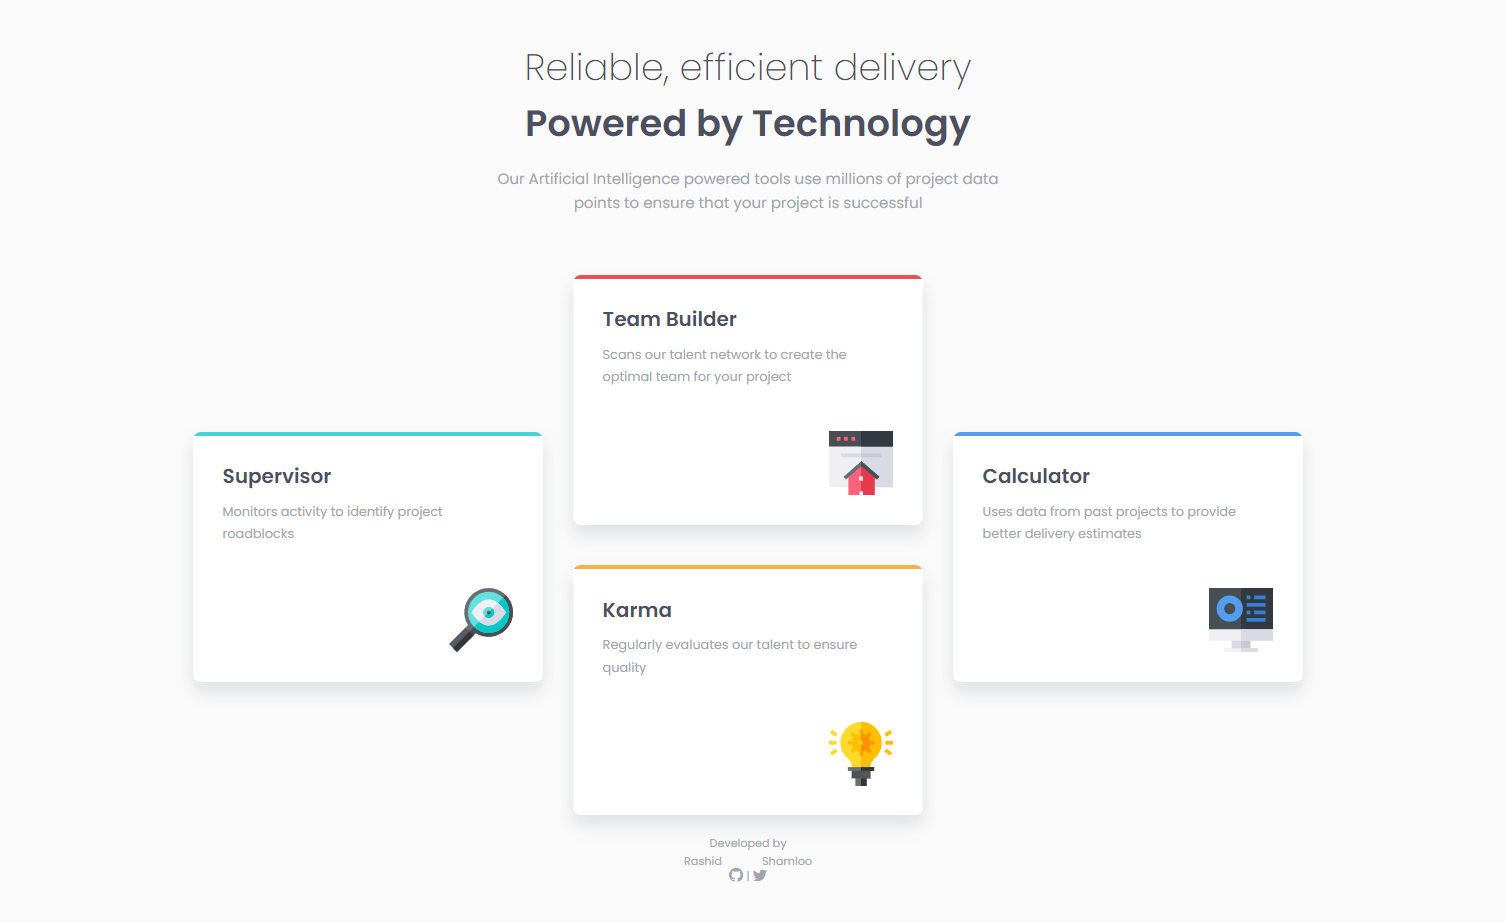 Reliable, efficient delivery
Powered by Technology
Our Artificial Intelligence powered tools use millions of project data
points to ensure that your project is successful
Team Builder
Scans our talent network to create the
optimal team for your project
Supervisor
Monitors activity to identify project
roadblocks
Calculator
Uses data from past projects to provide
better delivery estimates
Karma
Regularly evaluates our talent to ensure
quality
Developed by
Rashid Shamloo
|